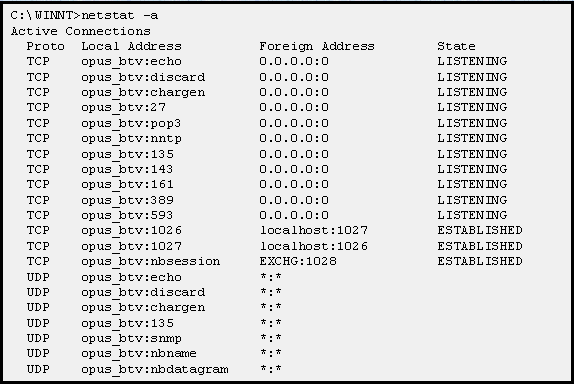 C:\WINNT>netstat -a
Active Connections
Proto Local Address Foreign Address State
TCP opus_btv:echo 0.0.0.0:0 LISTENING
TCP opus_btv:discard 0.0.0.0:0 LISTENING
TCP opus_btv:chargen 0.0.0.0:0 LISTENING
TCP opus_btv:27 0.0.0.0:0 LISTENING
TCP opus_btv:pop3 0.0.0.0:0 LISTENING
TCP opus_btv:nntp 0.0.0.0:0 LISTENING
TCP opus_btv:135 0.0.0.0:0 LISTENING
TCP opus_btv:143 0.0.0.0:0 LISTENING
TCP opus_btv:161 0.0.0.0:0 LISTENING
TCP opus_btv:389 0.0.0.0:0 LISTENING
TCP opus_btv:593 0.0.0.0:0 LISTENING
TCP opus_btv:1026 localhost:1027 ESTABLISHED
TCP opus_btv:1027 localhost:1026 ESTABLISHED
TCP opus_btv:nbsession EXCHG:1028 ESTABLISHED
UDP opus_btv:echo *:*
UDP opus_btv:discard *:*
UDP opus_btv:chargen *:*
UDP opus_btv:135 *:*
UDP opus_btv:snmp *:*
UDP opus_btv:nbname *:*
UDP opus_btv:nbdatagram *:*